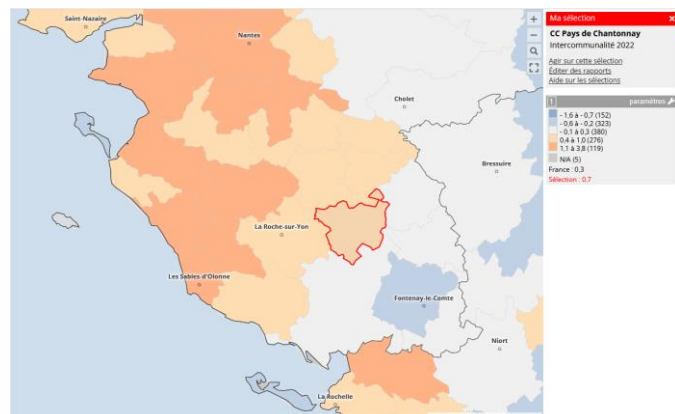 Saint-Nazaire
Nantes
Cholet
Bressuire
La Roche-sur-Yon
Les Sables-d'Olonne
Fontenay-le-Comte
Niort
La Rochelle
Ma sélection
CC Pays de Chantonnay
Intercommunalité 2022
Agir sur cette sélection
Éditer des rapports
Aide sur les sélections
1 paramètres
- 1,6 à - 0,7 (152)
- 0,6 à - 0,2 (323)
- 0,1 à 0,3 (380)
0,4 à 1,0 (276)
1,1 à 3,8 (119)
N/A (5)
France : 0,3
Sélection : 0,7